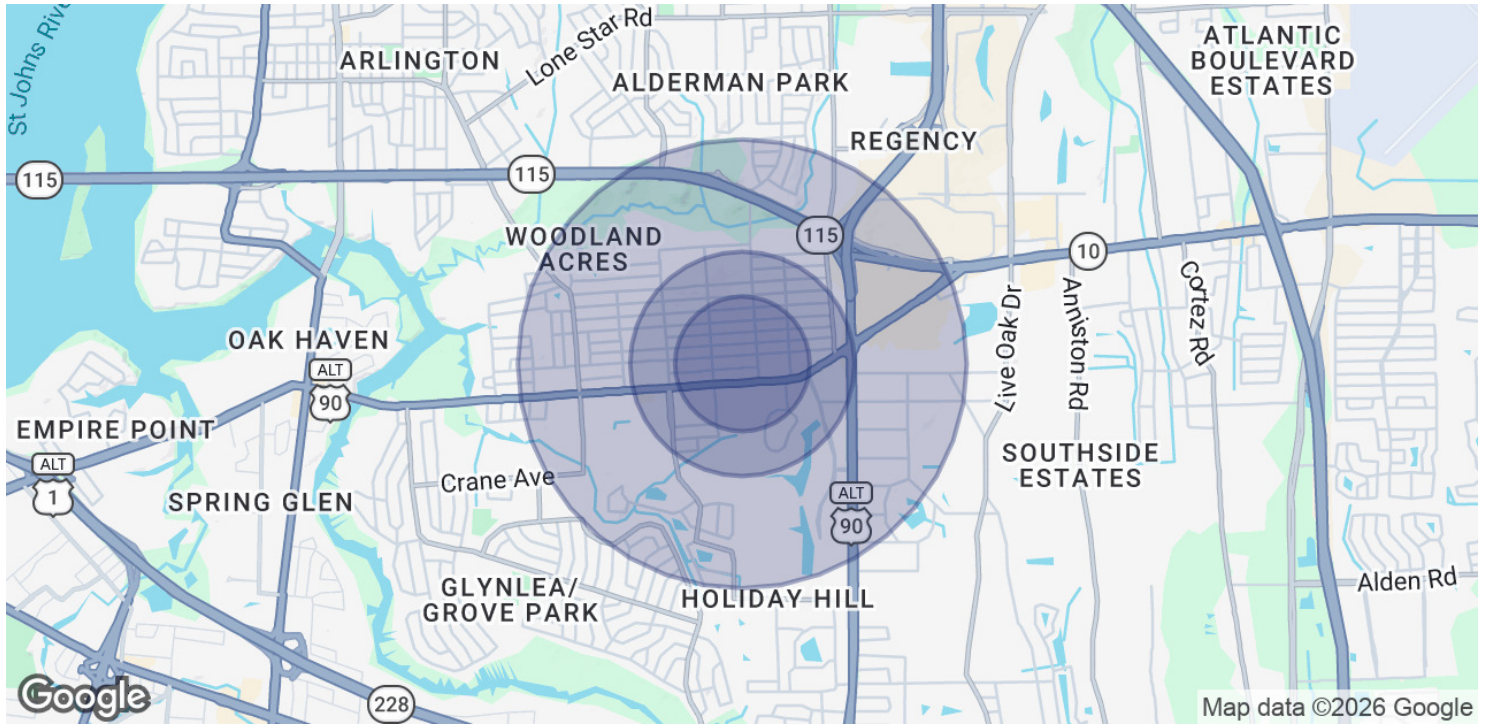 St Johns River
ARLINGTON
Lone Star Rd
ALDERMAN PARK
ATLANTIC
BOULEVARD
ESTATES
REGENCY
115
115
115
WOODLAND
ACRES
10
OAK HAVEN
ALT
90
Live Oak Dr
Anniston Rd
Cortez Rd
EMPIRE POINT
ALT
1
SPRING GLEN
Crane Ave
SOUTHSIDE
ESTATES
ALT
90
GLYNLEA/
GROVE PARK
HOLIDAY HILL
Alden Rd
Google
228
Map data ©2026 Google